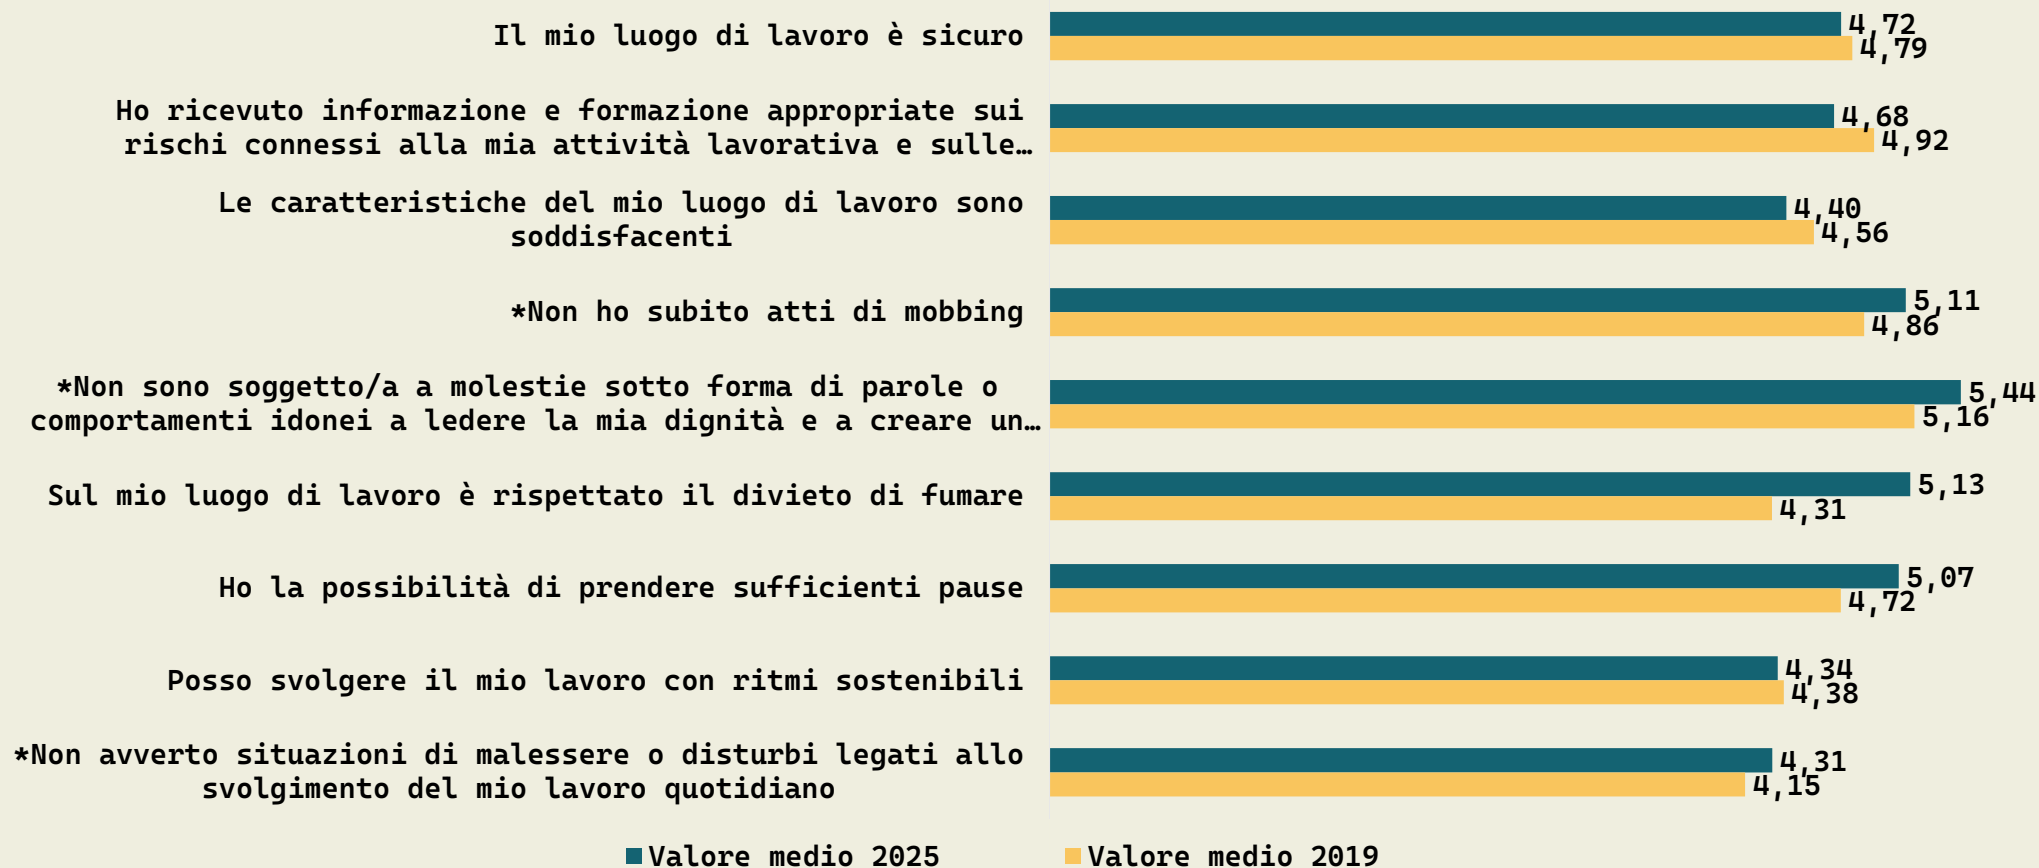 Il mio luogo di lavoro è sicuro
4,72
4,79
Ho ricevuto informazione e formazione appropriate sui
rischi connessi alla mia attività lavorativa e sulle…
4,68
4,92
Le caratteristiche del mio luogo di lavoro sono
soddisfacenti
4,40
4,56
*Non ho subito atti di mobbing
5,11
4,86
*Non sono soggetto/a a molestie sotto forma di parole o
comportamenti idonei a ledere la mia dignità e a creare un…
5,44
5,16
Sul mio luogo di lavoro è rispettato il divieto di fumare
5,13
4,31
Ho la possibilità di prendere sufficienti pause
5,07
4,72
Posso svolgere il mio lavoro con ritmi sostenibili
4,34
4,38
*Non avverto situazioni di malessere o disturbi legati allo
svolgimento del mio lavoro quotidiano
4,31
4,15
Valore medio 2025
Valore medio 2019